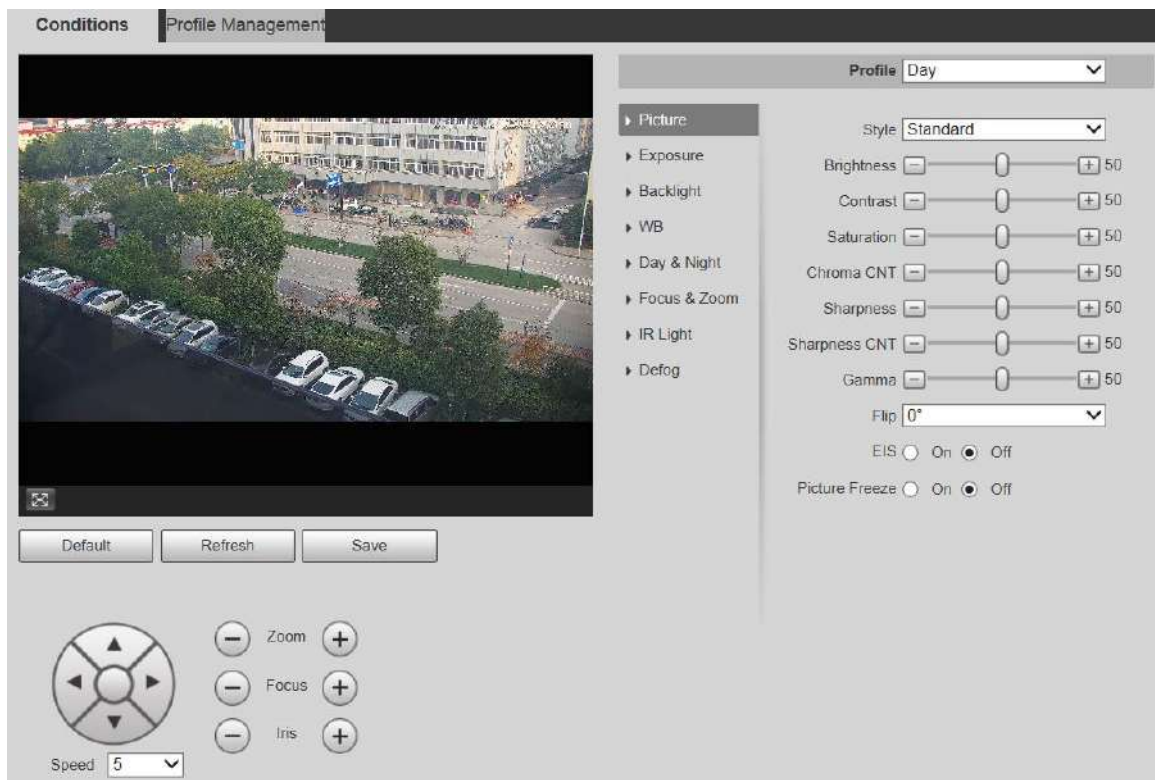 Conditions Profile Management
Profile Day
Picture
Exposure
Backlight
WB
Day & Night
Focus & Zoom
IR Light
Defog
Style Standard
Brightness 50
Contrast 50
Saturation 50
Chroma CNT 50
Sharpness 50
Sharpness CNT 50
Gamma 50
Flip 0°
EIS On Off
Picture Freeze On Off
Default Refresh Save
Zoom
Focus
Iris
Speed 5